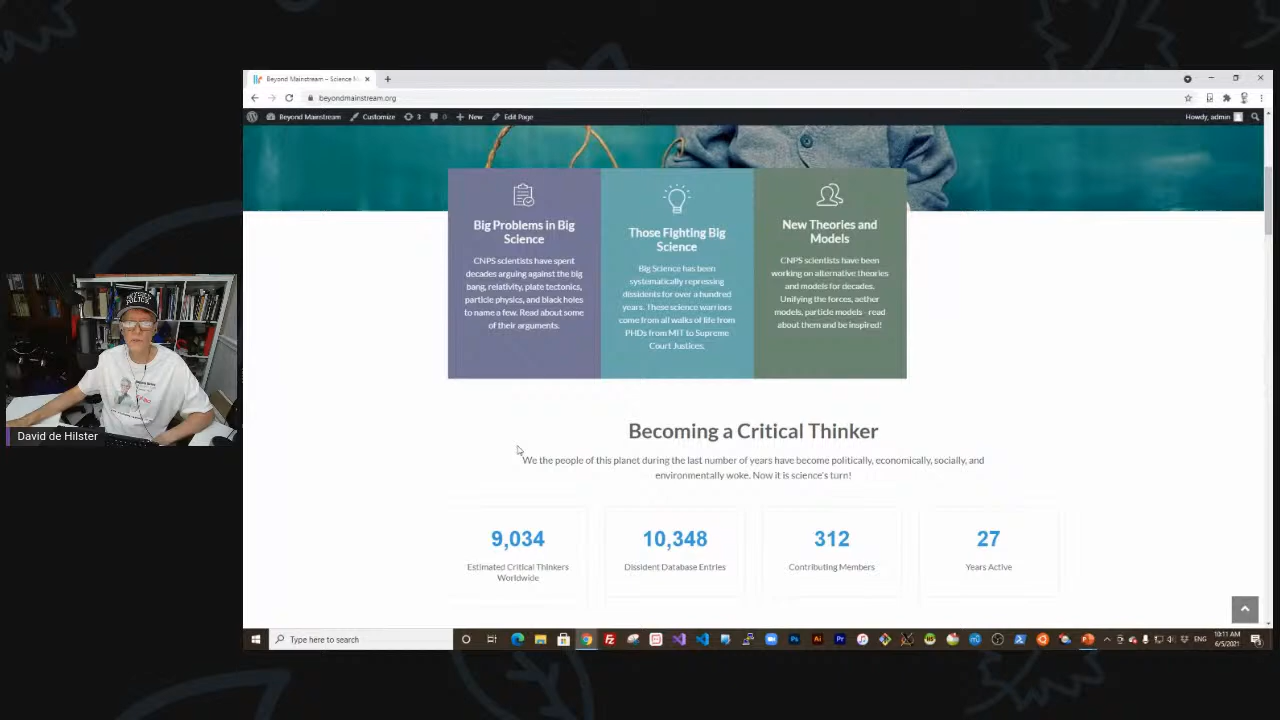 Beyond Mainstream – Science N
beyondmainstream.org
Beyond Mainstream
Customize
3
0
New
Edit Page
Howdy, admin
Big Problems in Big
Science
CNPS scientists have spent
decades arguing against the big
bang, relativity, plate tectonics,
particle physics, and black holes
to name a few. Read about some
of their arguments.
Those Fighting Big
Science
Big Science has been
systematically repressing
dissidents for over a hundred
years. These science warriors
come from all walks of life from
PHDs from MIT to Supreme
Court Justices.
New Theories and
Models
CNPS scientists have been
working on alternative theories
and models for decades.
Unifying the forces, aether
models, particle models - read
about them and be inspired!
David de Hilster
Becoming a Critical Thinker
We the people of this planet during the last number of years have become politically, economically, socially, and
environmentally woke. Now it is science's turn!
9,034
Estimated Critical Thinkers
Worldwide
10,348
Dissident Database Entries
312
Contributing Members
27
Years Active
Type here to search
ENG
10:11 AM
6/5/2021